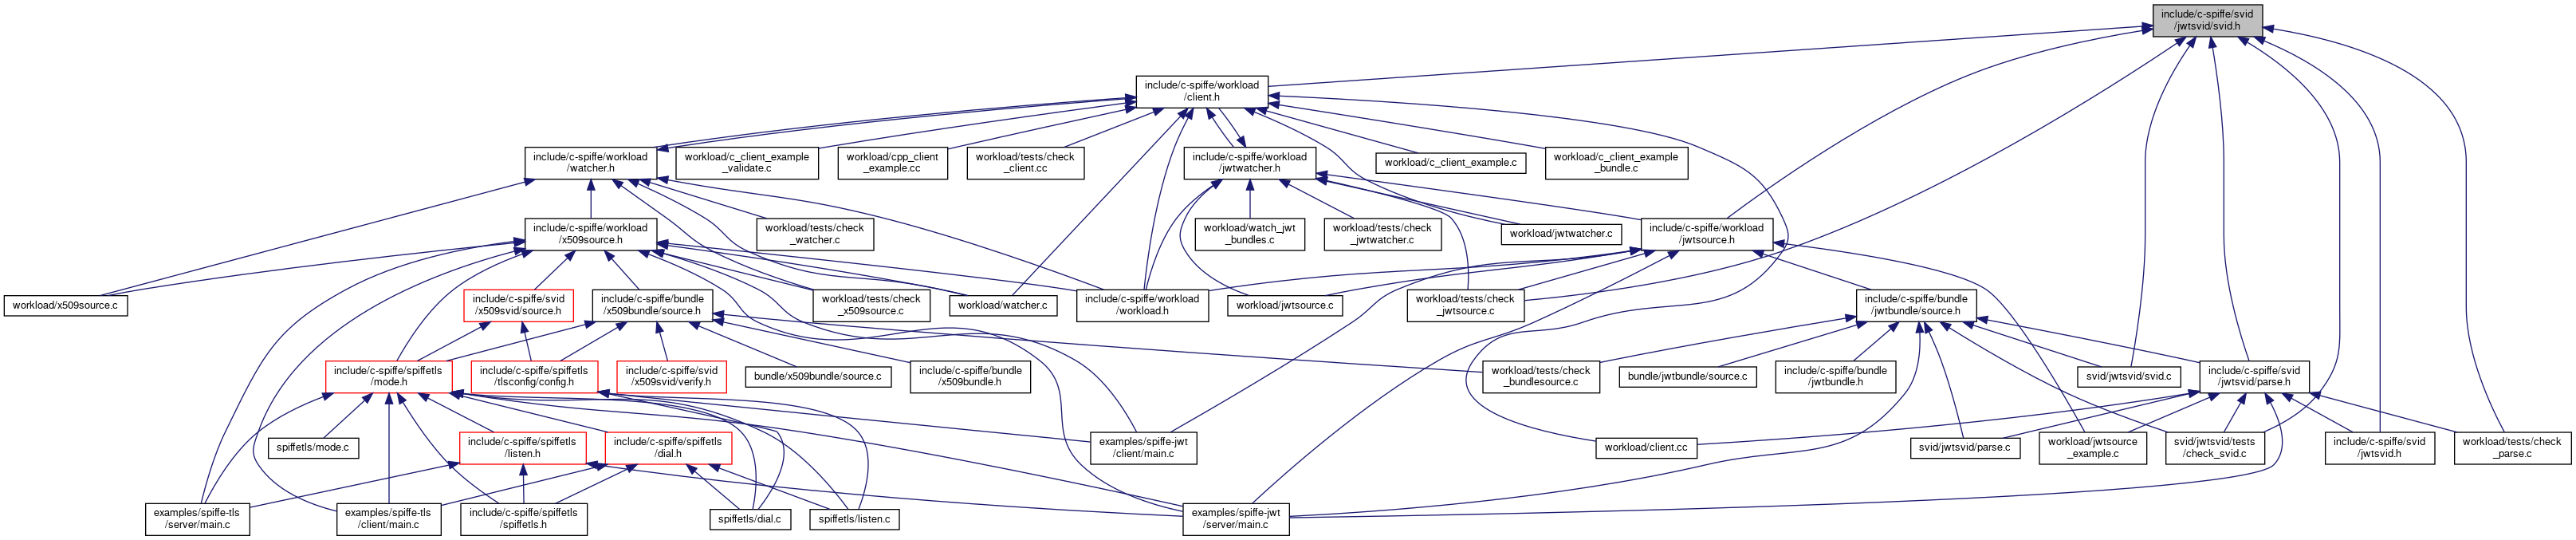 include/c-spiffe/svid
/jwtsvid/svid.h
include/c-spiffe/workload
/client.h
include/c-spiffe/workload
/watcher.h
workload/c_client_example
_validate.c
workload/cpp_client
_example.cc
workload/tests/check
_client.cc
include/c-spiffe/workload
/jwtwatcher.h
workload/c_client_example.c
workload/c_client_example
_bundle.c
include/c-spiffe/workload
/x509source.h
workload/tests/check
_watcher.c
workload/watch_jwt
_bundles.c
workload/tests/check
_jwtwatcher.c
workload/jwtwatcher.c
include/c-spiffe/workload
/jwtsource.h
workload/x509source.c
include/c-spiffe/svid
/x509svid/source.h
include/c-spiffe/bundle
/x509bundle/source.h
workload/tests/check
_x509source.c
workload/watcher.c
include/c-spiffe/workload
/workload.h
workload/jwtsource.c
workload/tests/check
_jwtsource.c
include/c-spiffe/bundle
/jwtbundle/source.h
include/c-spiffe/spiffetls
/mode.h
include/c-spiffe/spiffetls
/tlsconfig/config.h
include/c-spiffe/svid
/x509svid/verify.h
bundle/x509bundle/source.c
include/c-spiffe/bundle
/x509bundle.h
workload/tests/check
_bundlesource.c
bundle/jwtbundle/source.c
include/c-spiffe/bundle
/jwtbundle.h
svid/jwtsvid/svid.c
include/c-spiffe/svid
/jwtsvid/parse.h
spiffetls/mode.c
include/c-spiffe/spiffetls
/listen.h
include/c-spiffe/spiffetls
/dial.h
examples/spiffe-jwt
/client/main.c
workload/client.cc
svid/jwtsvid/parse.c
workload/jwtsource
_example.c
svid/jwtsvid/tests
/check_svid.c
include/c-spiffe/svid
/jwtsvid.h
workload/tests/check
_parse.c
examples/spiffe-tls
/server/main.c
examples/spiffe-tls
/client/main.c
include/c-spiffe/spiffetls
/spiffetls.h
spiffetls/dial.c
spiffetls/listen.c
examples/spiffe-jwt
/server/main.c